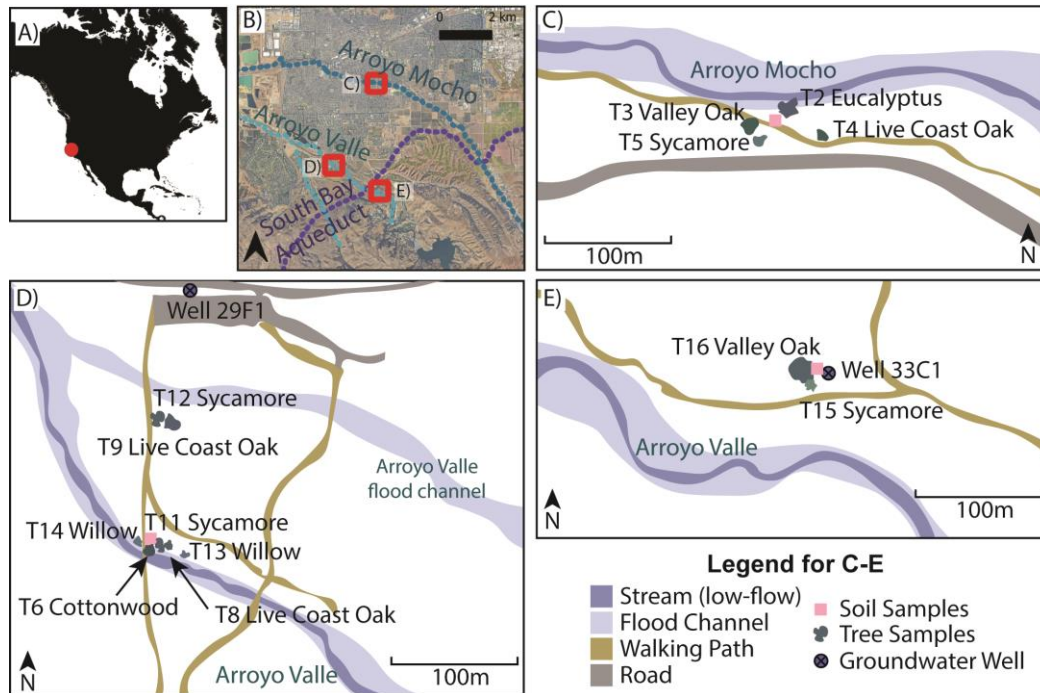 A)
B)
0 2 km
Arroyo Mocho
C)
Arroyo Valle
D)
E)
South Bay
Aqueduct
C)
Arroyo Mocho
T2 Eucalyptus
T3 Valley Oak
T4 Live Coast Oak
T5 Sycamore
100m
N
D)
Well 29F1
T12 Sycamore
T9 Live Coast Oak
Arroyo Valle
flood channel
T11 Sycamore
T14 Willow
T13 Willow
T6 Cottonwood
T8 Live Coast Oak
N
Arroyo Valle
100m
E)
T16 Valley Oak
Well 33C1
T15 Sycamore
Arroyo Valle
N
100m
Legend for C-E
Stream (low-flow)
Flood Channel
Walking Path
Road
Soil Samples
Tree Samples
Groundwater Well